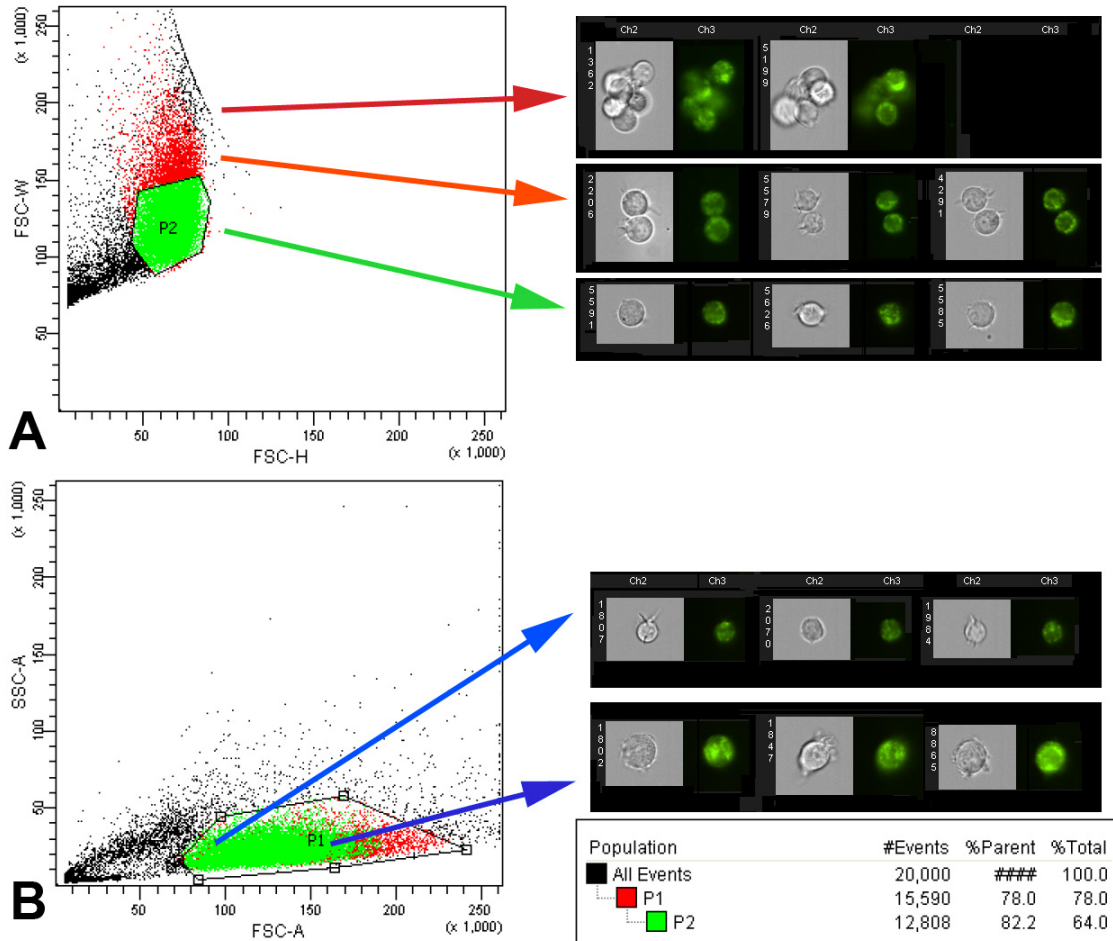 A
(x 1,000)
250
200
150
100
50
FSC-W
P2
50 100 150 200 250
FSC-H
(x 1,000)
Ch2 Ch3 Ch2 Ch3 Ch2 Ch3
1362
5199
2206
5579
4291
5591
5626
5585
B
(x 1,000)
250
200
150
100
50
SSC-A
P1
50 100 150 200 250
FSC-A
(x 1,000)
Ch2 Ch3 Ch2 Ch3 Ch2 Ch3
1807
2070
1984
1802
1847
8865
Population #Events %Parent %Total
All Events 20,000 #### 100.0
P1 15,590 78.0 78.0
P2 12,808 82.2 64.0